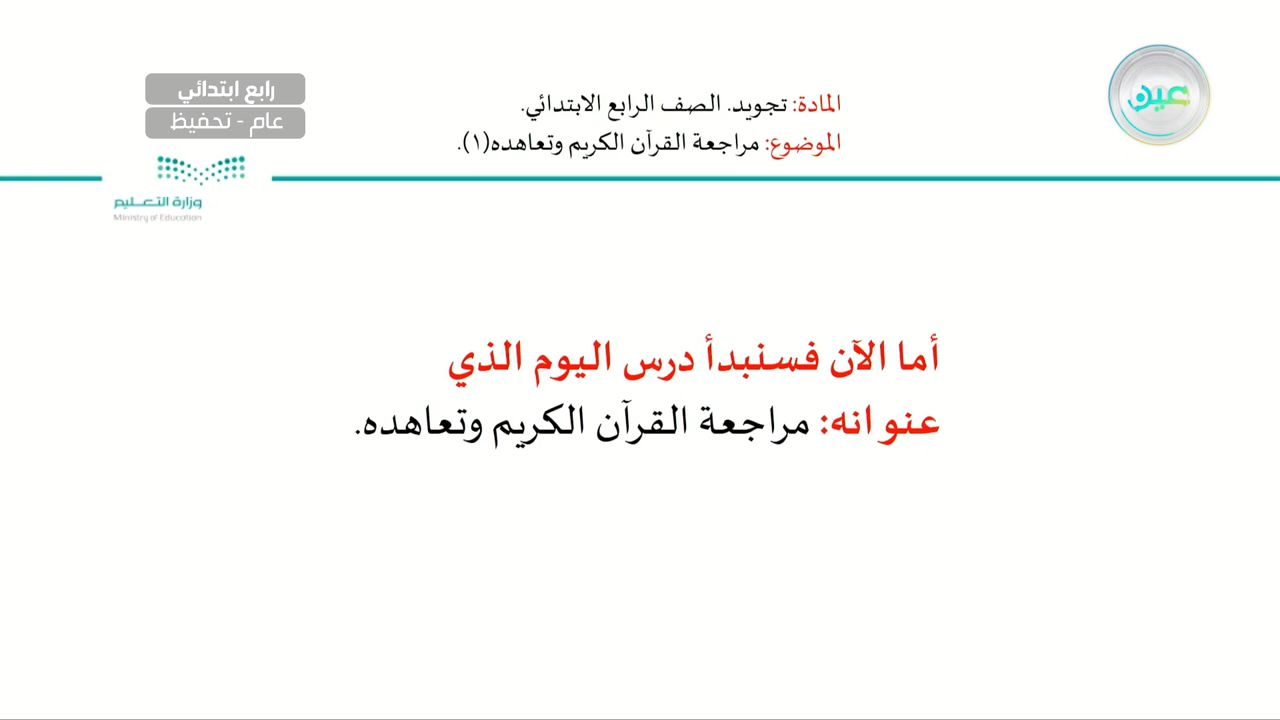 عين
رابع ابتدائي
عام - تحفيظ
المادة: تجويد. الصف الرابع الابتدائي.
الموضوع: مراجعة القرآن الكريم وتعاهده(١).
وزارة التعليم
Ministry of Education
أما الآن فسنبدأ درس اليوم الذي
عنوانه: مراجعة القرآن الكريم وتعاهده.